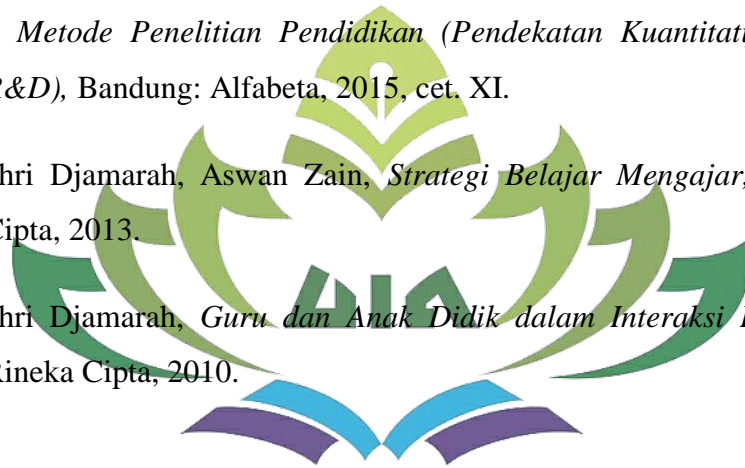 Metode Penelitian Pendidikan (Pendekatan Kuantitati
&D), Bandung: Alfabeta, 2015, cet. XI.
hri Djamarah, Aswan Zain, Strategi Belajar Mengajar,
Cipta, 2013.
UIN
hri Djamarah, Guru dan Anak Didik dalam Interaksi
Rineka Cipta, 2010.